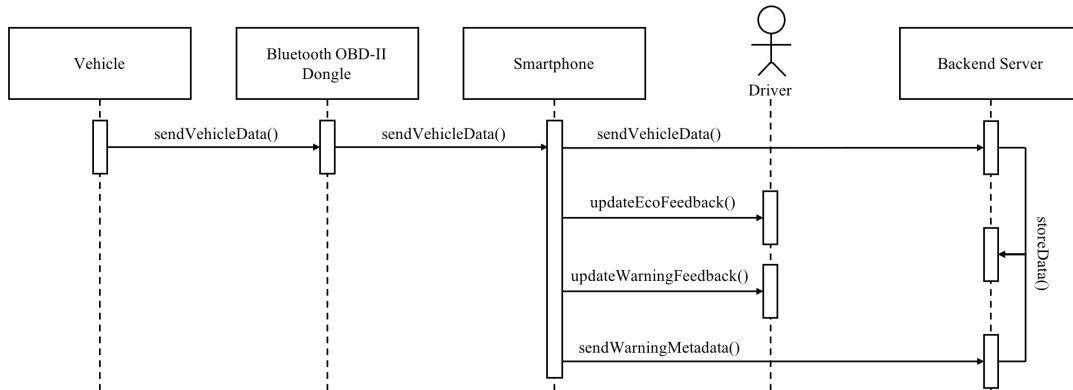 Vehicle
Bluetooth OBD-II
Dongle
Smartphone
Driver
Backend Server
sendVehicleData()
sendVehicleData()
sendVehicleData()
updateEcoFeedback()
storeData()
updateWarningFeedback()
sendWarningMetadata()